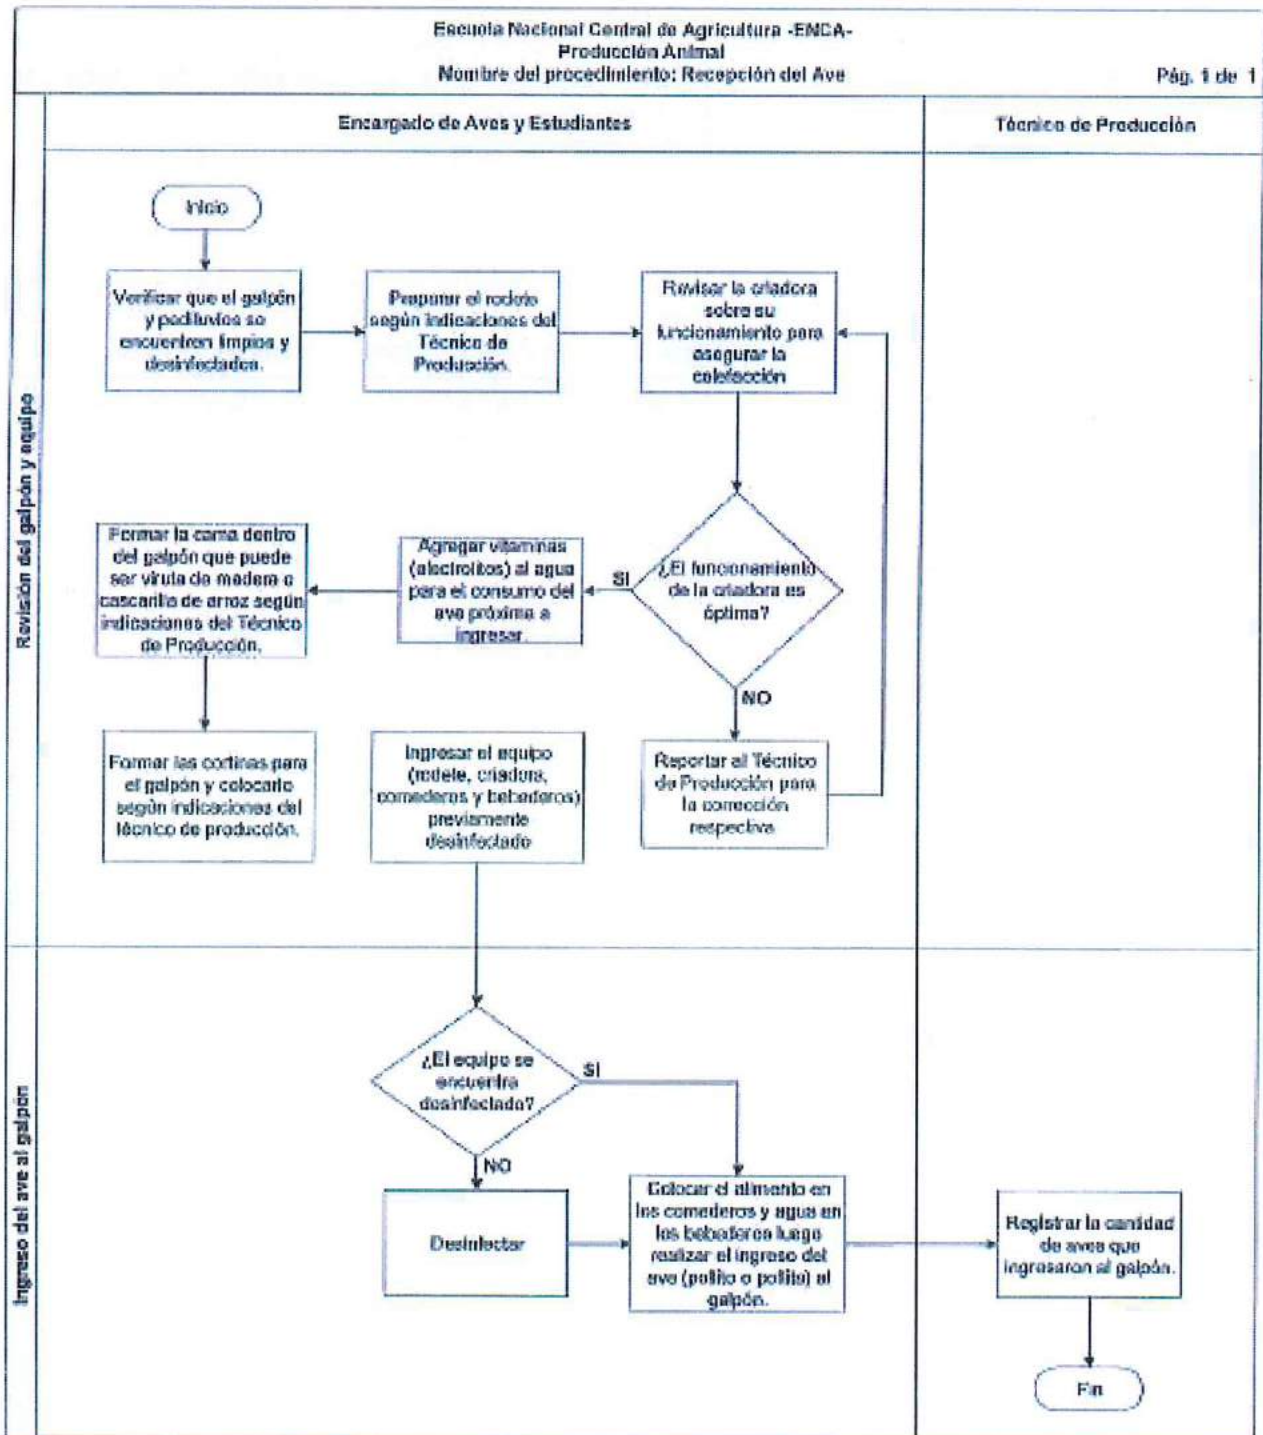 Escuela Nacional Central de Agricultura -ENCA-
Producción Animal
Nombre del procedimiento: Recepción del Ave
Pág. 1 de 1
Encargado de Aves y Estudiantes
Técnico de Producción
Revisión del galpón y equipo
Inicio
Verificar que el galpón
y pediluvios se
encuentren limpios y
desinfectados.
Preparar el rodete
según indicaciones del
Técnico de
Producción.
Revisar la criadora
sobre su
funcionamiento para
asegurar la
calefacción
¿El funcionamiento
de la criadora es
óptima?
SI
NO
Agregar vitaminas
(electrolitos) al agua
para el consumo del
ave próxima a
ingresar.
Formar la cama dentro
del galpón que puede
ser viruta de madera o
cascarilla de arroz según
indicaciones del Técnico
de Producción.
Formar las cortinas para
el galpón y colocarlo
según indicaciones del
técnico de producción.
Ingresar el equipo
(rodete, criadora,
comederos y bebederos)
previamente
desinfectado
Reportar al Técnico
de Producción para
la corrección
respectiva
Ingreso del ave al galpón
¿El equipo se
encuentra
desinfectado?
SI
NO
Desinfectar
Colocar el alimento en
los comederos y agua en
los bebederos luego
realizar el ingreso del
ave (pollito o pollita) al
galpón.
Registrar la cantidad
de aves que
ingresaron al galpón.
Fin